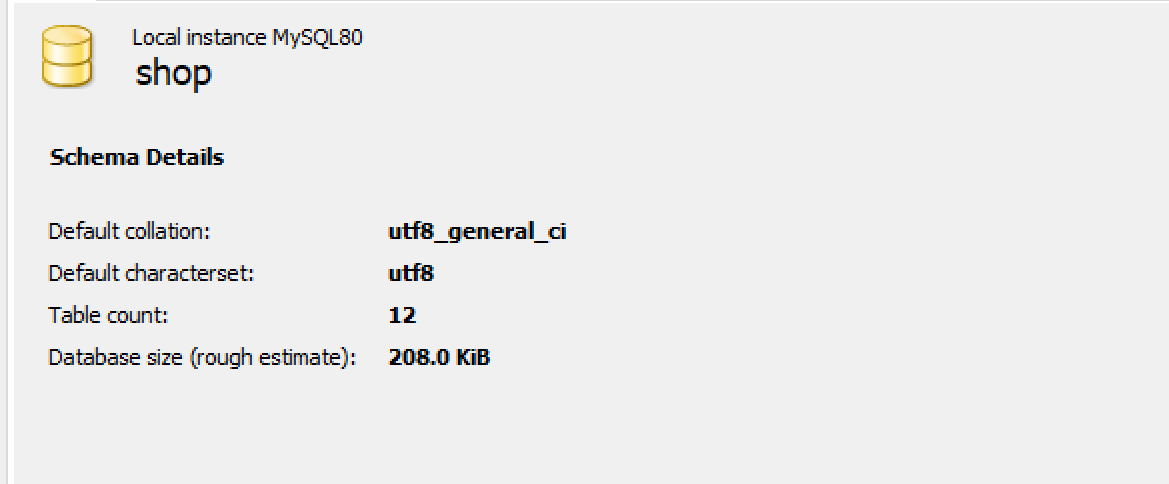 Local instance MySQL80
shop
Schema Details
Default collation: utf8_general_ci
Default characterset: utf8
Table count: 12
Database size (rough estimate): 208.0 KiB